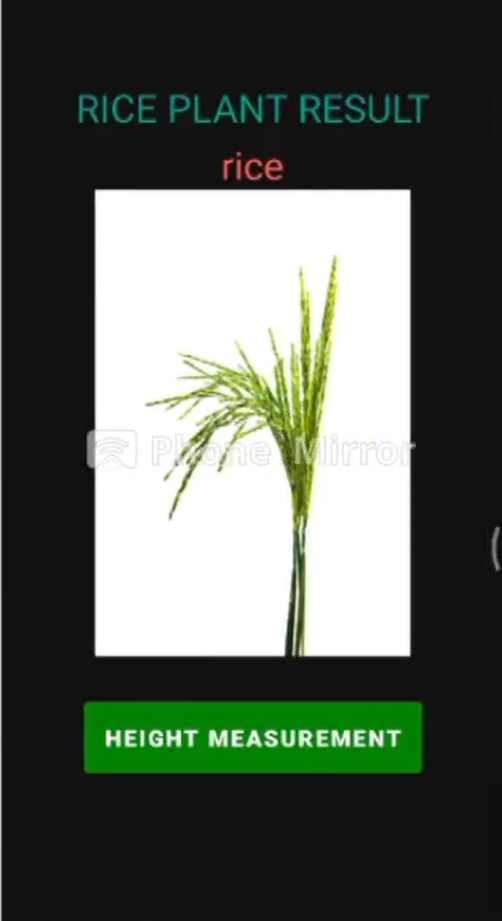 RICE PLANT RESULT
rice
Phone Mirror
HEIGHT MEASUREMENT